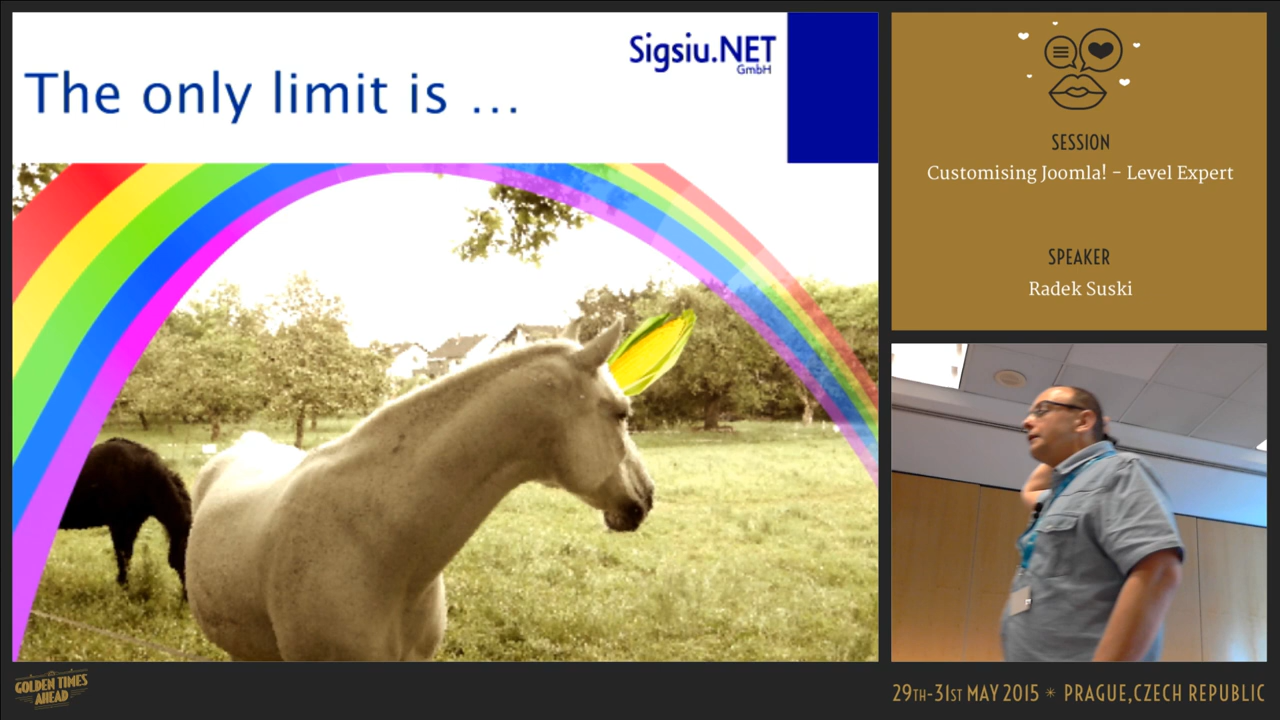 The only limit is ...
Sigsiu.NET
GmbH
SESSION
Customising Joomla! - Level Expert
SPEAKER
Radek Suski
GOLDEN TIMES
AHEAD
29TH-31ST MAY 2015 * PRAGUE,CZECH REPUBLIC